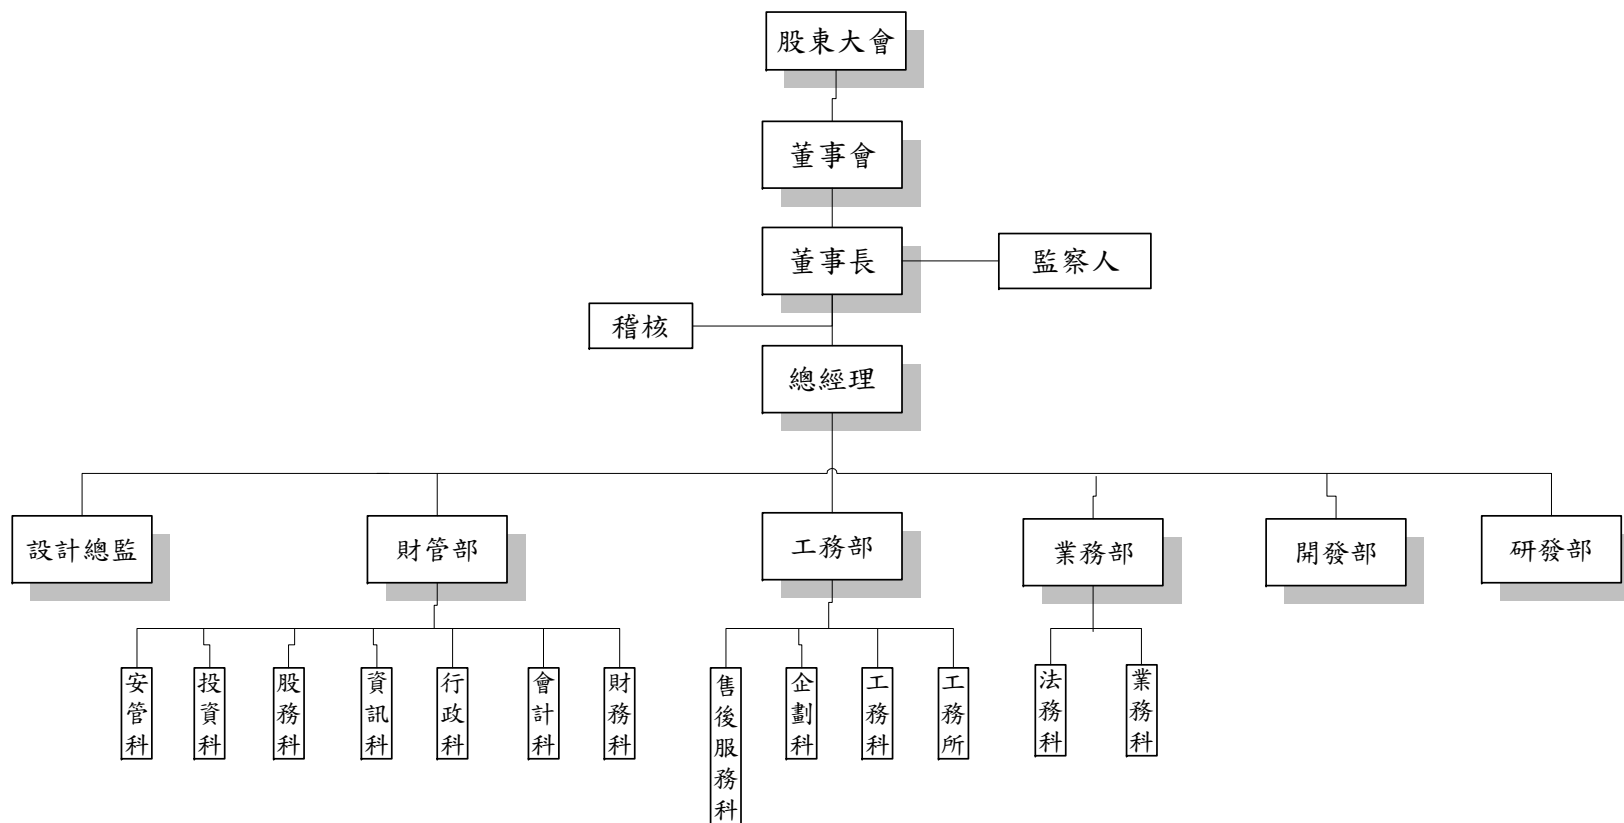 股東大會
董事會
董事長
監察人
稽核
總經理
設計總監
財管部
工務部
業務部
開發部
研發部
安管科
投資科
股務科
資訊科
行政科
會計科
財務科
售後服務科
企劃科
工務科
工務所
法務科
業務科